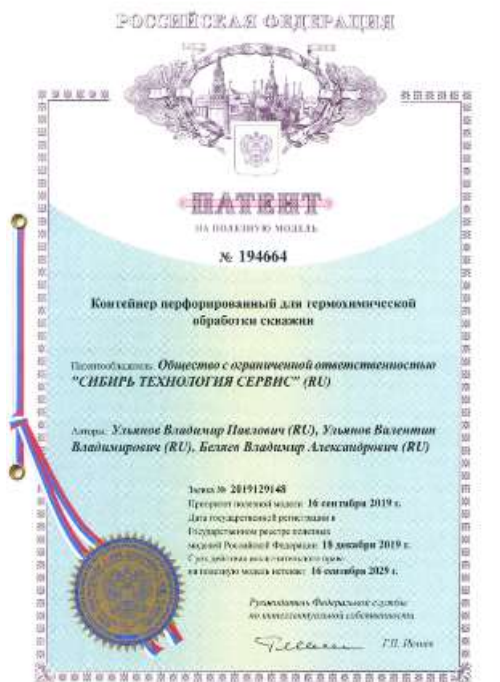 РОССИЙСКАЯ ФЕДЕРАЦИЯ
ПАТЕНТ
НА ПОЛЕЗНУЮ МОДЕЛЬ
№ 194664
Контейнер перфорированный для термохимической
обработки скважин
Патентообладатель: Общество с ограниченной ответственностью
"СИБИРЬ ТЕХНОЛОГИЯ СЕРВИС" (RU)
Авторы: Ульянов Владимир Павлович (RU), Ульянов Валентин
Владимирович (RU), Беляев Владимир Александрович (RU)
Заявка № 2019129148
Приоритет полезной модели 16 сентября 2019 г.
Дата государственной регистрации в
Государственном реестре полезных
моделей Российской Федерации 18 декабря 2019 г.
Срок действия исключительного права
на полезную модель истекает 16 сентября 2029 г.
Руководитель Федеральной службы
по интеллектуальной собственности
Г.П. Ивлиев